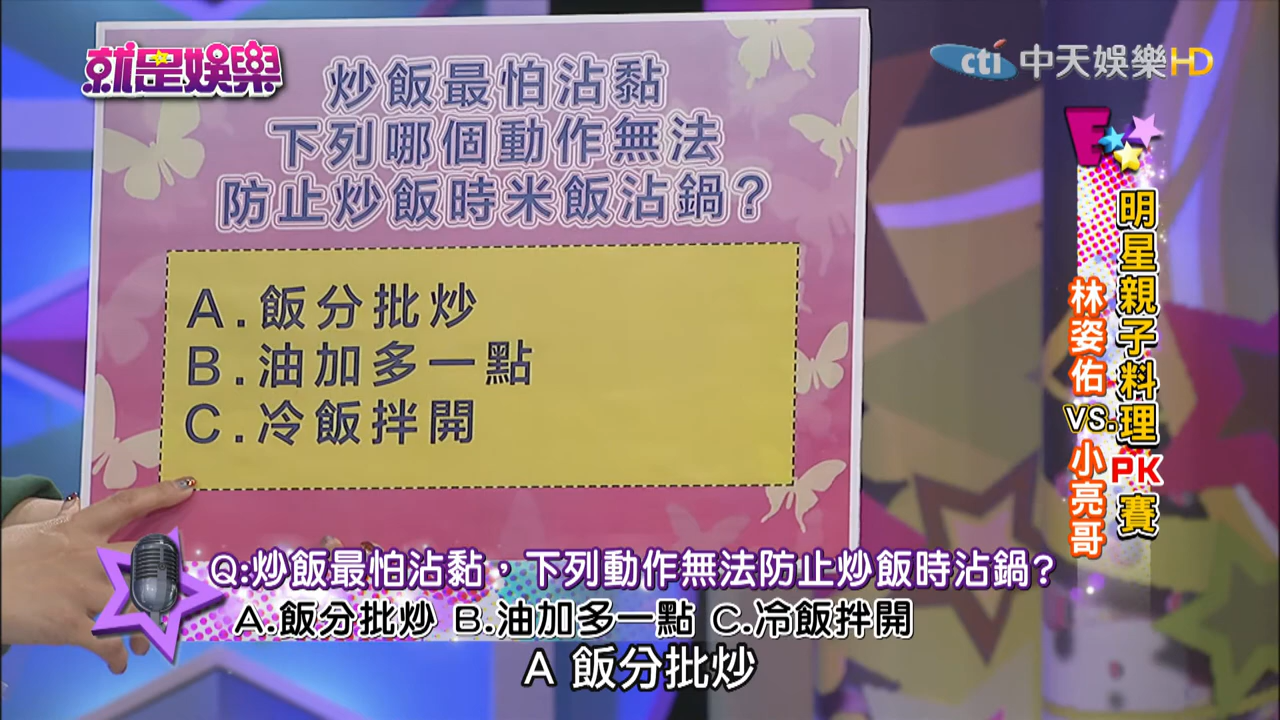 就是娛樂
cti 中天娛樂HD
炒飯最怕沾黏
下列哪個動作無法
防止炒飯時米飯沾鍋?
A.飯分批炒
B.油加多一點
C.冷飯拌開
E
明星親子料理PK賽
林姿佑 vs. 小亮哥
Q:炒飯最怕沾黏，下列動作無法防止炒飯時沾鍋?
A.飯分批炒 B.油加多一點 C.冷飯拌開
A 飯分批炒